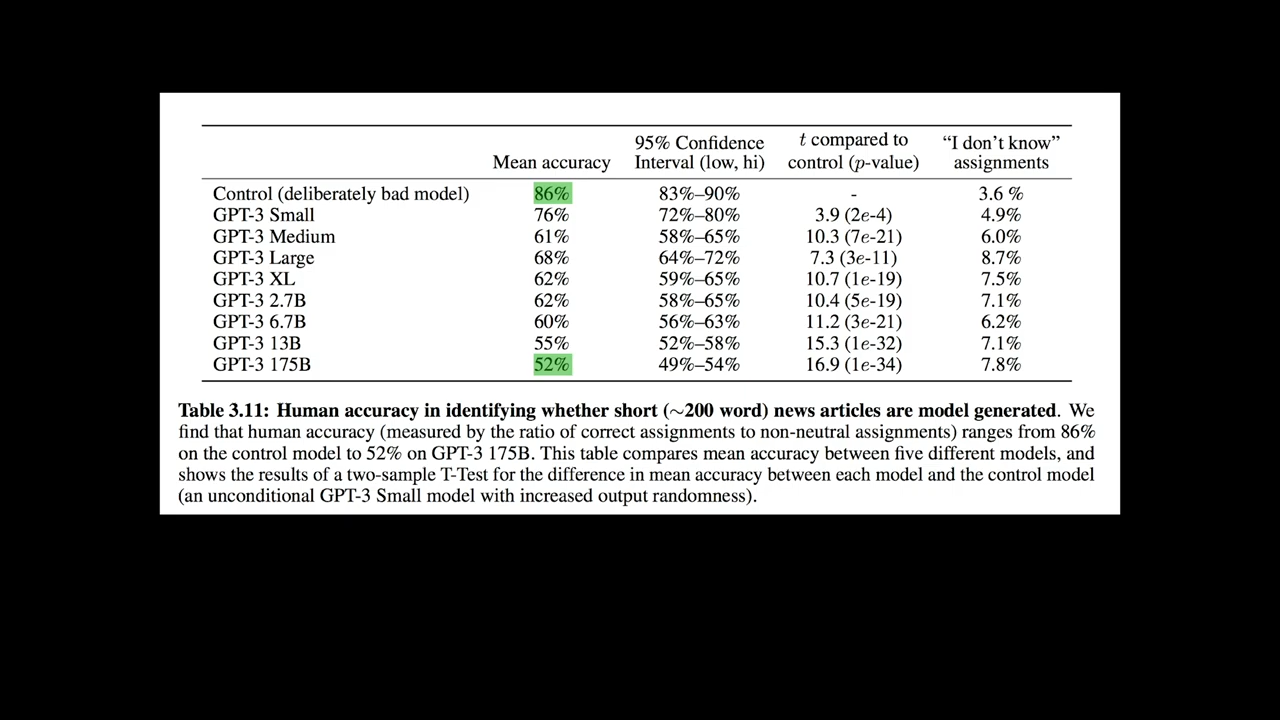 95% Confidence t compared to “I don’t know”
Mean accuracy Interval (low, hi) control (p-value) assignments
Control (deliberately bad model) 86% 83%–90% - 3.6 %
GPT-3 Small 76% 72%–80% 3.9 (2e-4) 4.9%
GPT-3 Medium 61% 58%–65% 10.3 (7e-21) 6.0%
GPT-3 Large 68% 64%–72% 7.3 (3e-11) 8.7%
GPT-3 XL 62% 59%–65% 10.7 (1e-19) 7.5%
GPT-3 2.7B 62% 58%–65% 10.4 (5e-19) 7.1%
GPT-3 6.7B 60% 56%–63% 11.2 (3e-21) 6.2%
GPT-3 13B 55% 52%–58% 15.3 (1e-32) 7.1%
GPT-3 175B 52% 49%–54% 16.9 (1e-34) 7.8%
Table 3.11: Human accuracy in identifying whether short (∼200 word) news articles are model generated. We
find that human accuracy (measured by the ratio of correct assignments to non-neutral assignments) ranges from 86%
on the control model to 52% on GPT-3 175B. This table compares mean accuracy between five different models, and
shows the results of a two-sample T-Test for the difference in mean accuracy between each model and the control model
(an unconditional GPT-3 Small model with increased output randomness).